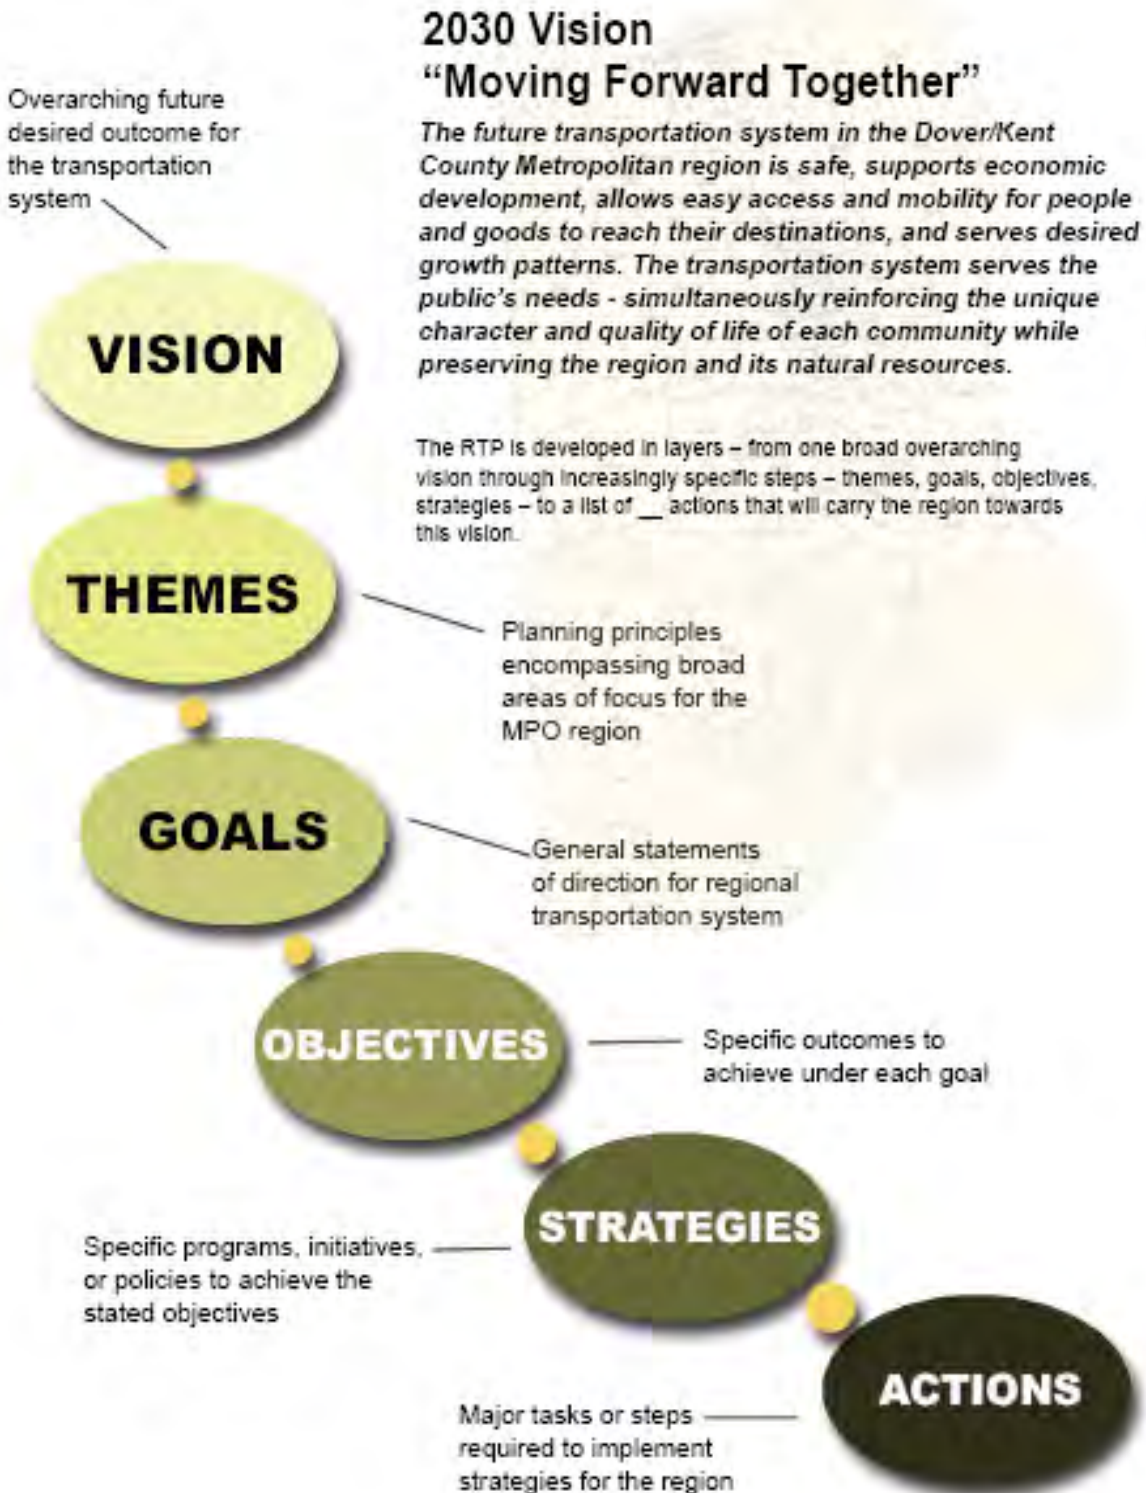 2030 Vision
“Moving Forward Together”
Overarching future
desired outcome for
the transportation
system
The future transportation system in the Dover/Kent
County Metropolitan region is safe, supports economic
development, allows easy access and mobility for people
and goods to reach their destinations, and serves desired
growth patterns. The transportation system serves the
public's needs - simultaneously reinforcing the unique
character and quality of life of each community while
preserving the region and its natural resources.
VISION
The RTP is developed in layers – from one broad overarching
vision through increasingly specific steps – themes, goals, objectives,
strategies – to a list of __ actions that will carry the region towards
this vision.
THEMES
Planning principles
encompassing broad
areas of focus for the
MPO region
GOALS
General statements
of direction for regional
transportation system
OBJECTIVES
Specific outcomes to
achieve under each goal
STRATEGIES
Specific programs, initiatives,
or policies to achieve the
stated objectives
ACTIONS
Major tasks or steps
required to implement
strategies for the region